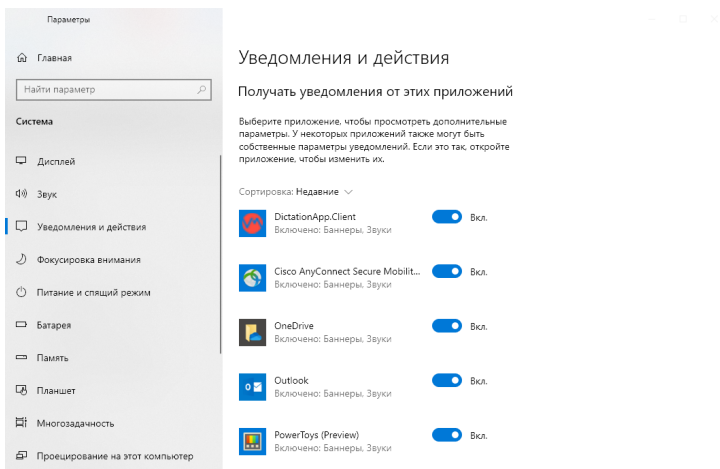 Параметры
Главная
Найти параметр
Система
Дисплей
Звук
Уведомления и действия
Фокусировка внимания
Питание и спящий режим
Батарея
Память
Планшет
Многозадачность
Проецирование на этот компьютер
Уведомления и действия
Получать уведомления от этих приложений
Выберите приложение, чтобы просмотреть дополнительные
параметры. У некоторых приложений также могут быть
собственные параметры уведомлений. Если это так, откройте
приложение, чтобы изменить их.
Сортировка: Недавние
DictationApp.Client
Включено: Баннеры, Звуки
Вкл.
Cisco AnyConnect Secure Mobilit...
Включено: Баннеры, Звуки
Вкл.
OneDrive
Включено: Баннеры, Звуки
Вкл.
Outlook
Включено: Баннеры, Звуки
Вкл.
PowerToys (Preview)
Включено: Баннеры, Звуки
Вкл.